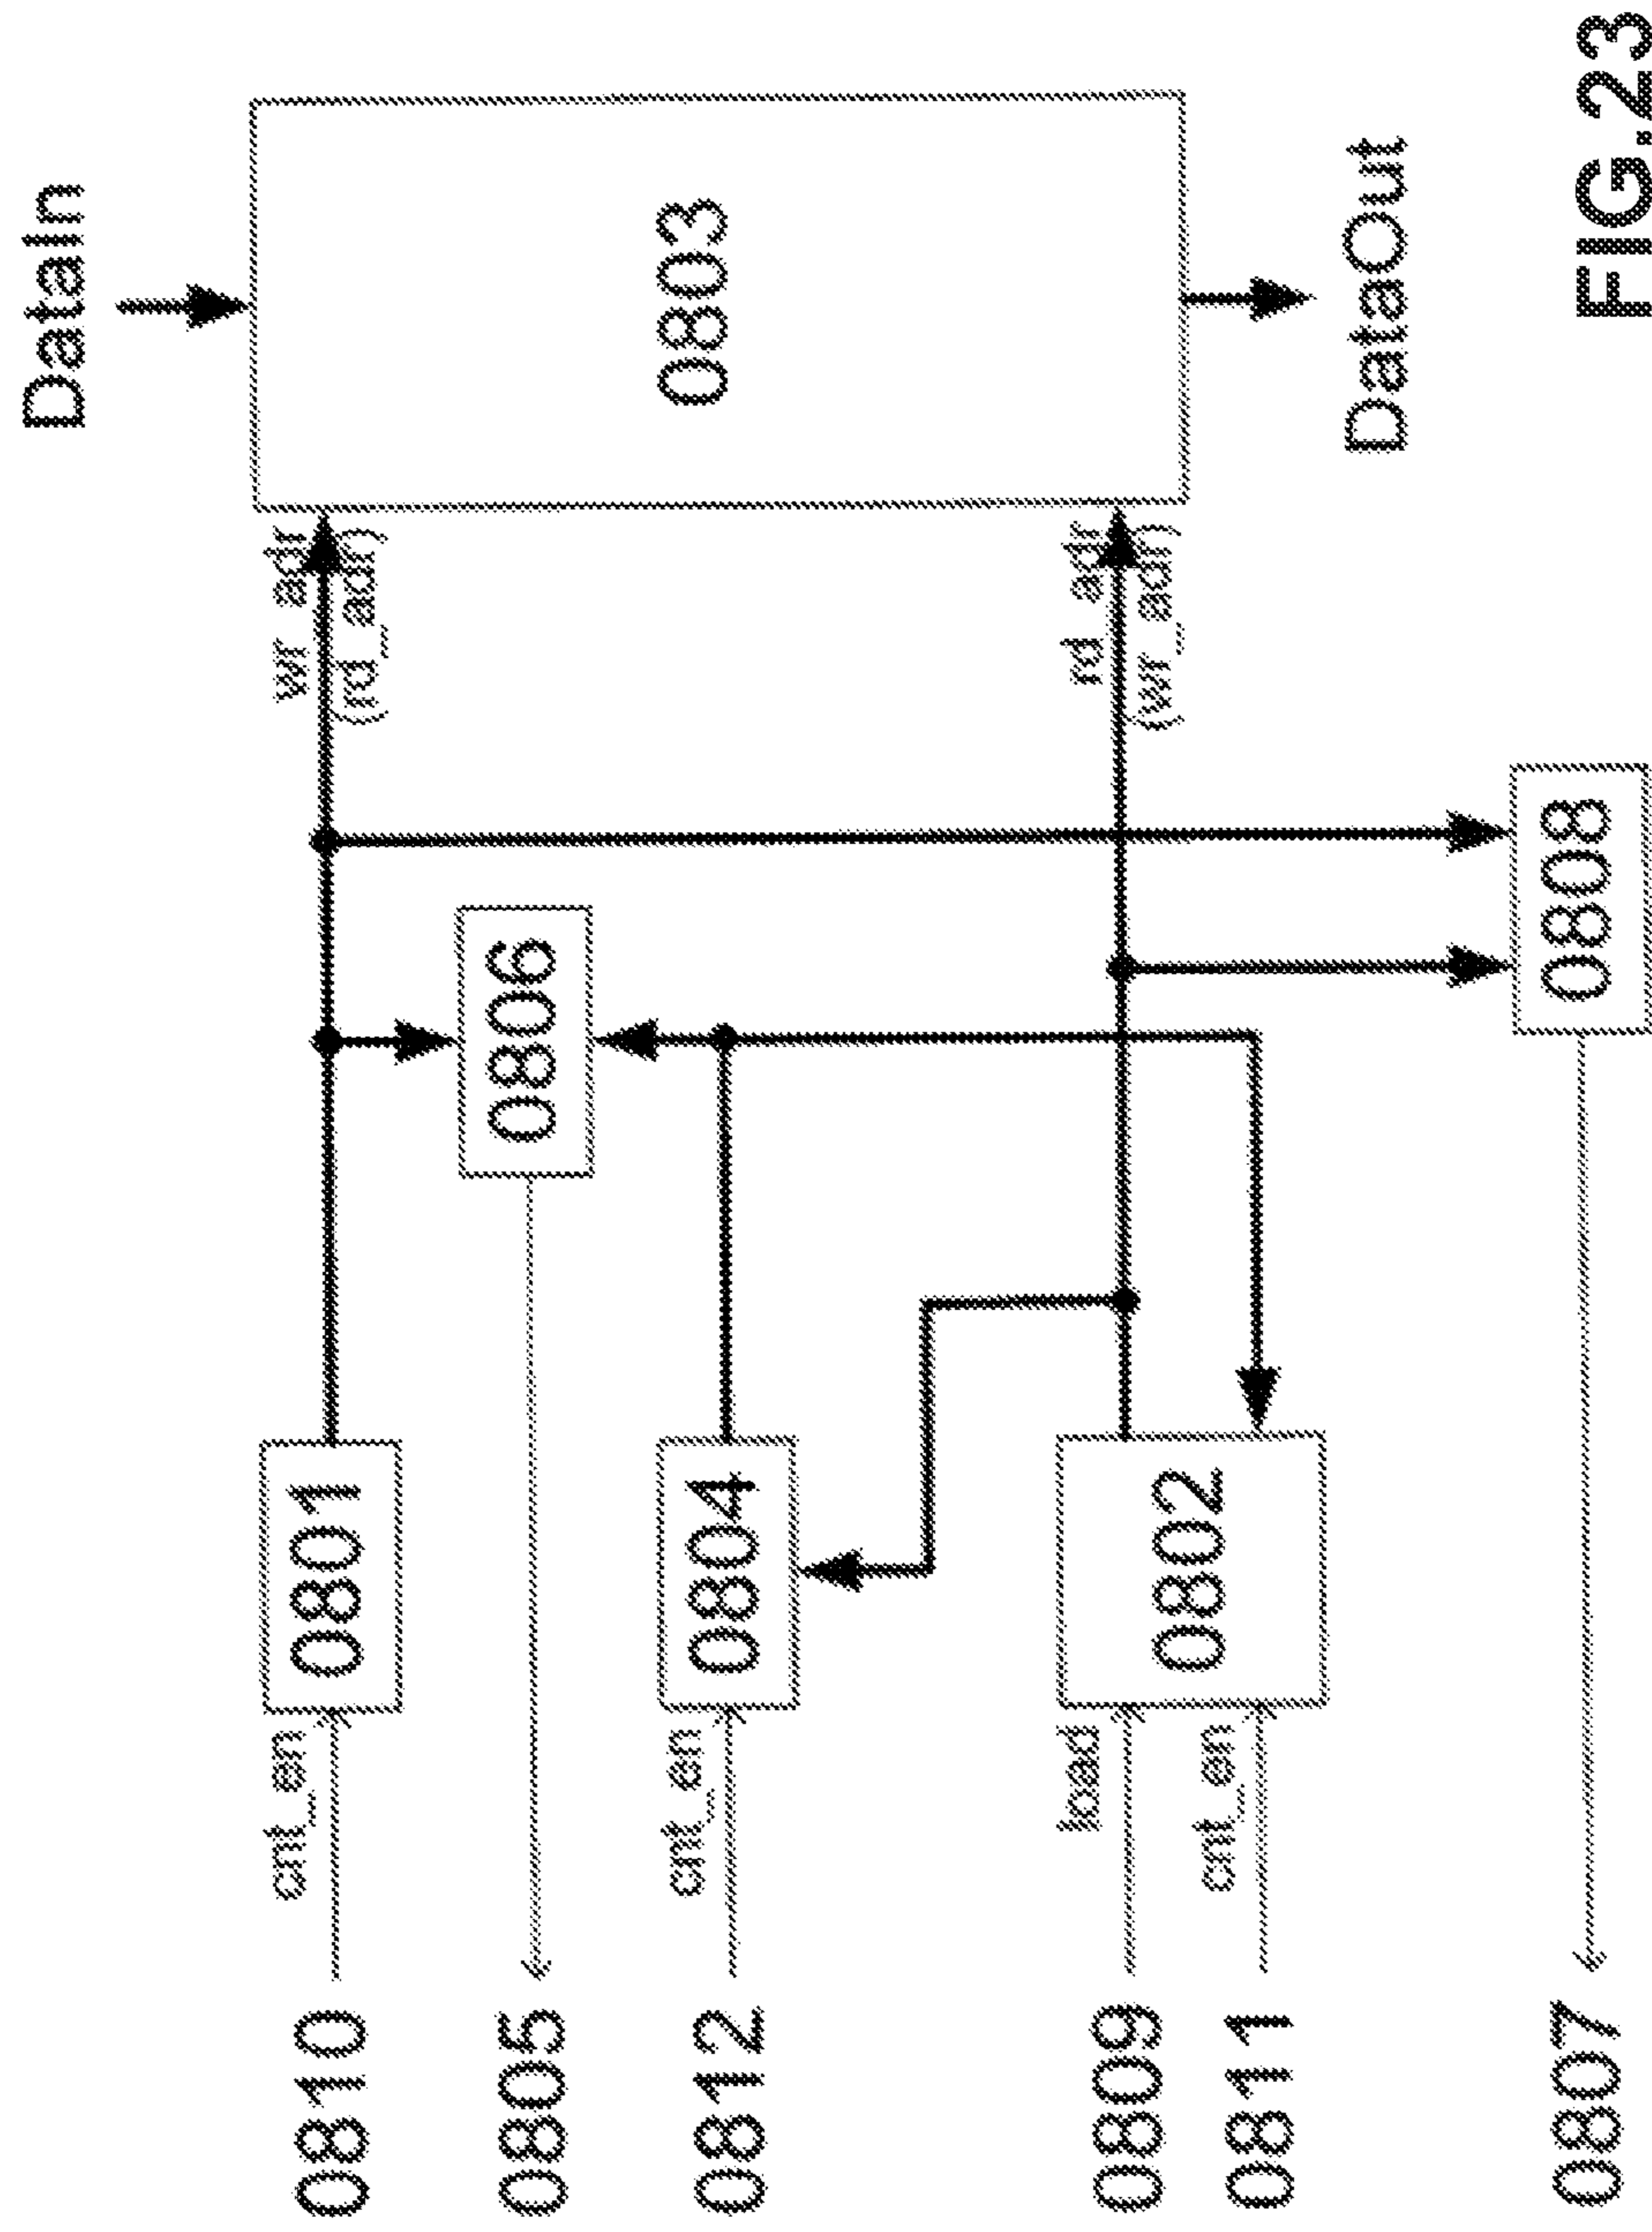 DataIn
cnt_en
wr_adr
0810
0801
(rd_adr)
0805
0806
cnt_en
0812
0804
0803
load
rd_adr
0809
(wr_adr)
0802
cnt_en
0811
DataOut
0807
0808
FIG.23